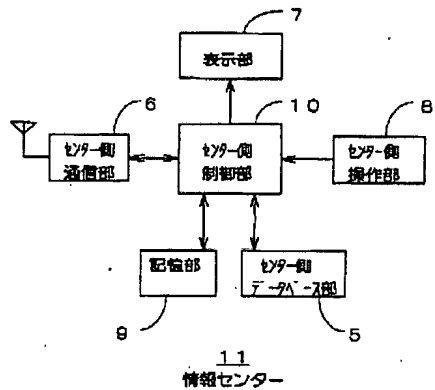 7
表示部
10
6
8
センター側
通信部
センター側
制御部
センター側
操作部
記憶部
センター側
データベース部
9
5
11
情報センター